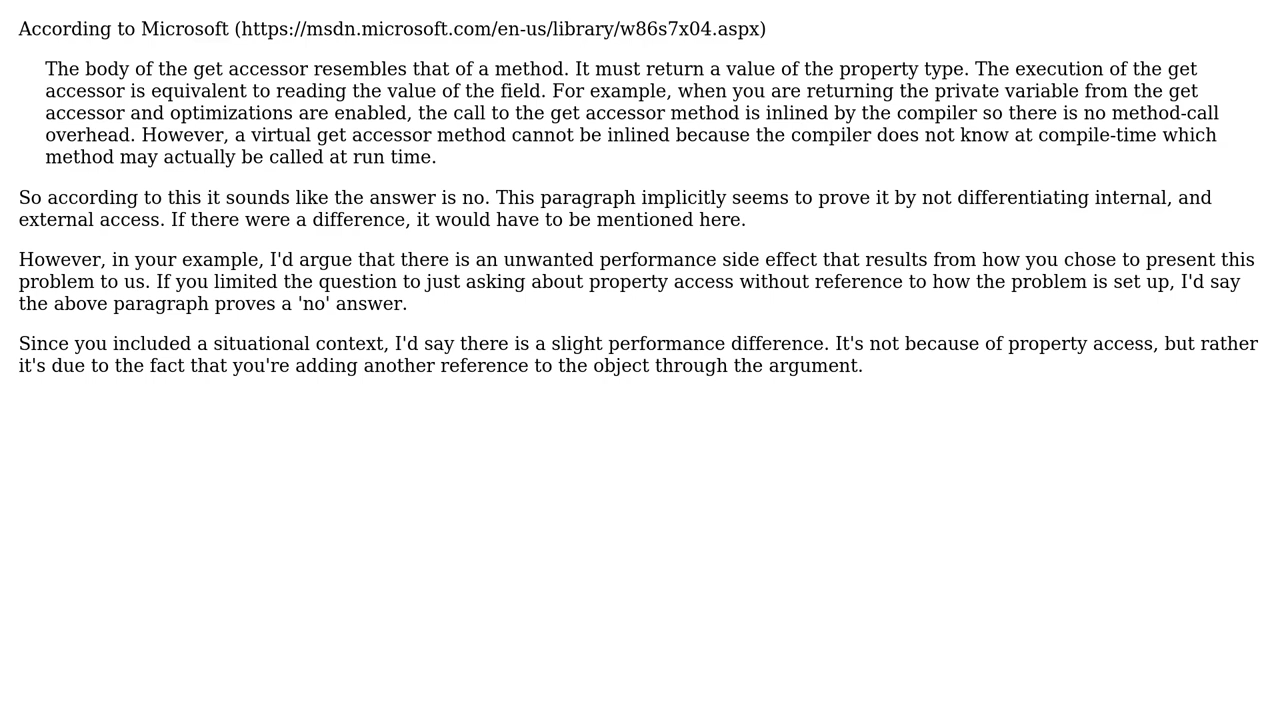 According to Microsoft (https://msdn.microsoft.com/en-us/library/w86s7x04.aspx)
The body of the get accessor resembles that of a method. It must return a value of the property type. The execution of the get
accessor is equivalent to reading the value of the field. For example, when you are returning the private variable from the get
accessor and optimizations are enabled, the call to the get accessor method is inlined by the compiler so there is no method-call
overhead. However, a virtual get accessor method cannot be inlined because the compiler does not know at compile-time which
method may actually be called at run time.
So according to this it sounds like the answer is no. This paragraph implicitly seems to prove it by not differentiating internal, and
external access. If there were a difference, it would have to be mentioned here.
However, in your example, I'd argue that there is an unwanted performance side effect that results from how you chose to present this
problem to us. If you limited the question to just asking about property access without reference to how the problem is set up, I'd say
the above paragraph proves a 'no' answer.
Since you included a situational context, I'd say there is a slight performance difference. It's not because of property access, but rather
it's due to the fact that you're adding another reference to the object through the argument.